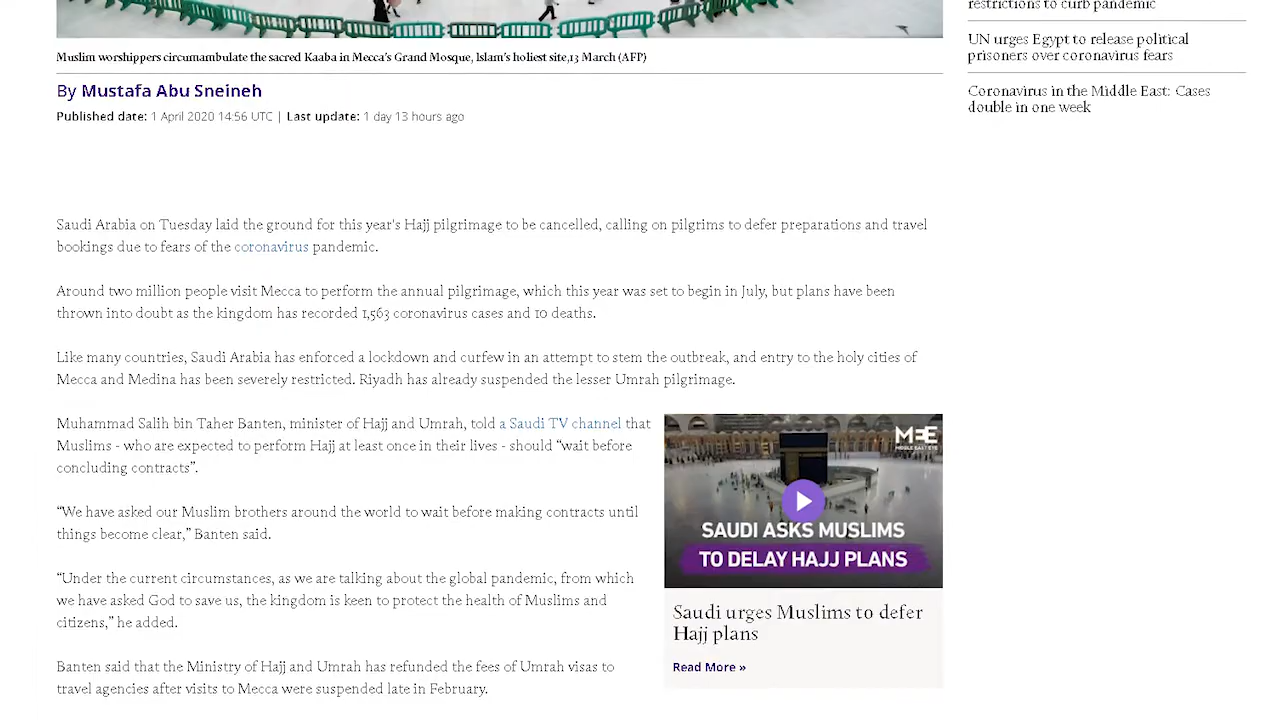 Muslim worshippers circumambulate the sacred Kaaba in Mecca's Grand Mosque, Islam's holiest site,13 March (AFP)
By Mustafa Abu Sneineh
Published date: 1 April 2020 14:56 UTC | Last update: 1 day 13 hours ago
Saudi Arabia on Tuesday laid the ground for this year's Hajj pilgrimage to be cancelled, calling on pilgrims to defer preparations and travel
bookings due to fears of the coronavirus pandemic.
Around two million people visit Mecca to perform the annual pilgrimage, which this year was set to begin in July, but plans have been
thrown into doubt as the kingdom has recorded 1,563 coronavirus cases and 10 deaths.
Like many countries, Saudi Arabia has enforced a lockdown and curfew in an attempt to stem the outbreak, and entry to the holy cities of
Mecca and Medina has been severely restricted. Riyadh has already suspended the lesser Umrah pilgrimage.
Muhammad Salih bin Taher Banten, minister of Hajj and Umrah, told a Saudi TV channel that
Muslims - who are expected to perform Hajj at least once in their lives - should “wait before
concluding contracts”.
“We have asked our Muslim brothers around the world to wait before making contracts until
things become clear,” Banten said.
“Under the current circumstances, as we are talking about the global pandemic, from which
we have asked God to save us, the kingdom is keen to protect the health of Muslims and
citizens,” he added.
Banten said that the Ministry of Hajj and Umrah has refunded the fees of Umrah visas to
travel agencies after visits to Mecca were suspended late in February.
MEE
MIDDLE EAST EYE
SAUDI ASKS MUSLIMS
TO DELAY HAJJ PLANS
Saudi urges Muslims to defer
Hajj plans
Read More »
restrictions to curb pandemic
UN urges Egypt to release political
prisoners over coronavirus fears
Coronavirus in the Middle East: Cases
double in one week